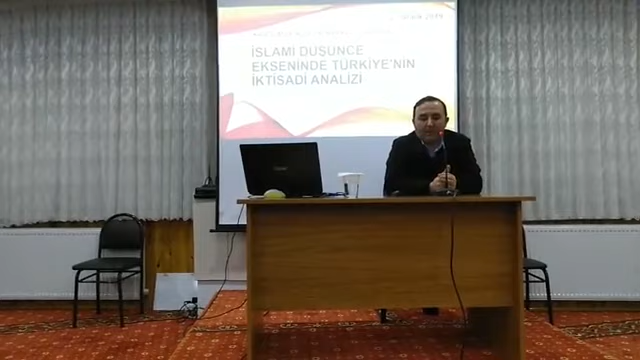 İSLAMİ DÜŞÜNCE
EKSENİNDE TÜRKİYE'NİN
İKTİSADİ ANALİZİ